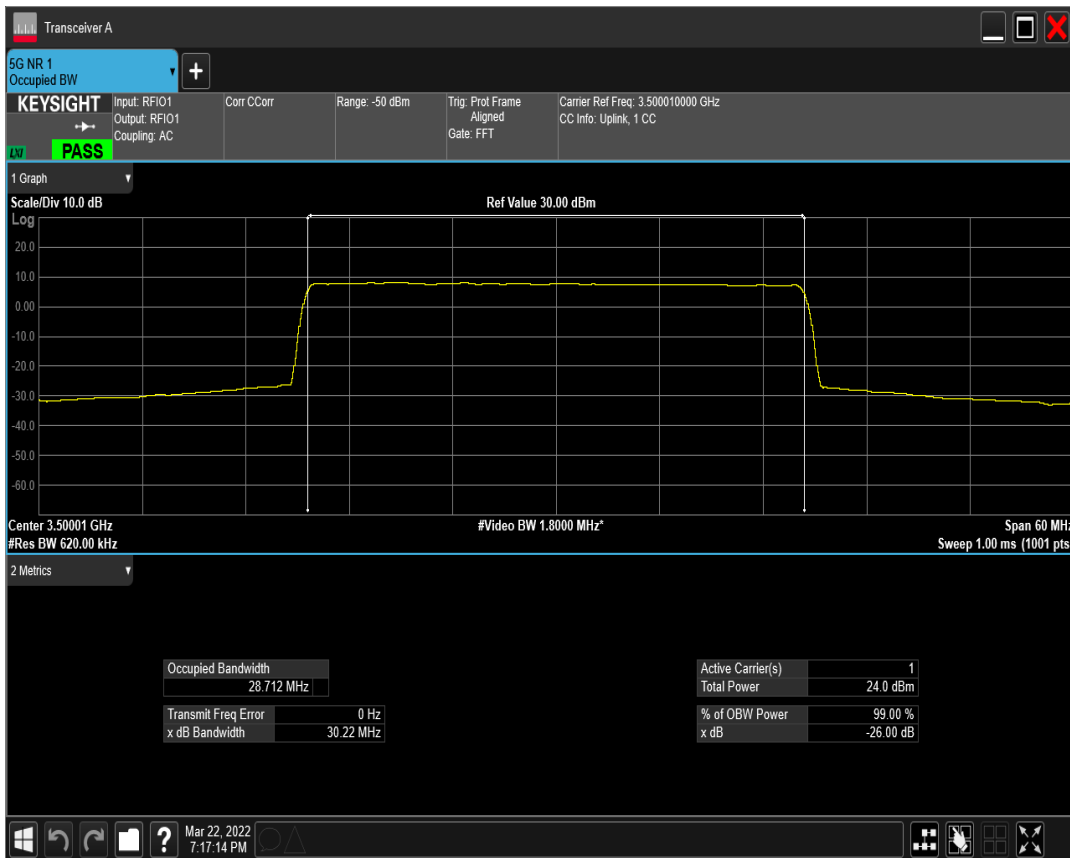 Transceiver A
5G NR 1
Occupied BW
KEYSIGHT
LXI
PASS
Input: RFIO1
Output: RFIO1
Coupling: AC
Corr CCorr
Range: -50 dBm
Trig: Prot Frame
Aligned
Gate: FFT
Carrier Ref Freq: 3.500010000 GHz
CC Info: Uplink, 1 CC
1 Graph
Scale/Div 10.0 dB
Ref Value 30.00 dBm
Log
20.0
10.0
0.00
-10.0
-20.0
-30.0
-40.0
-50.0
-60.0
Center 3.50001 GHz
#Video BW 1.8000 MHz*
Span 60 MHz
#Res BW 620.00 kHz
Sweep 1.00 ms (1001 pts
2 Metrics
Occupied Bandwidth
28.712 MHz
Transmit Freq Error 0 Hz
x dB Bandwidth 30.22 MHz
Active Carrier(s) 1
Total Power 24.0 dBm
% of OBW Power 99.00 %
x dB -26.00 dB
?
Mar 22, 2022
7:17:14 PM